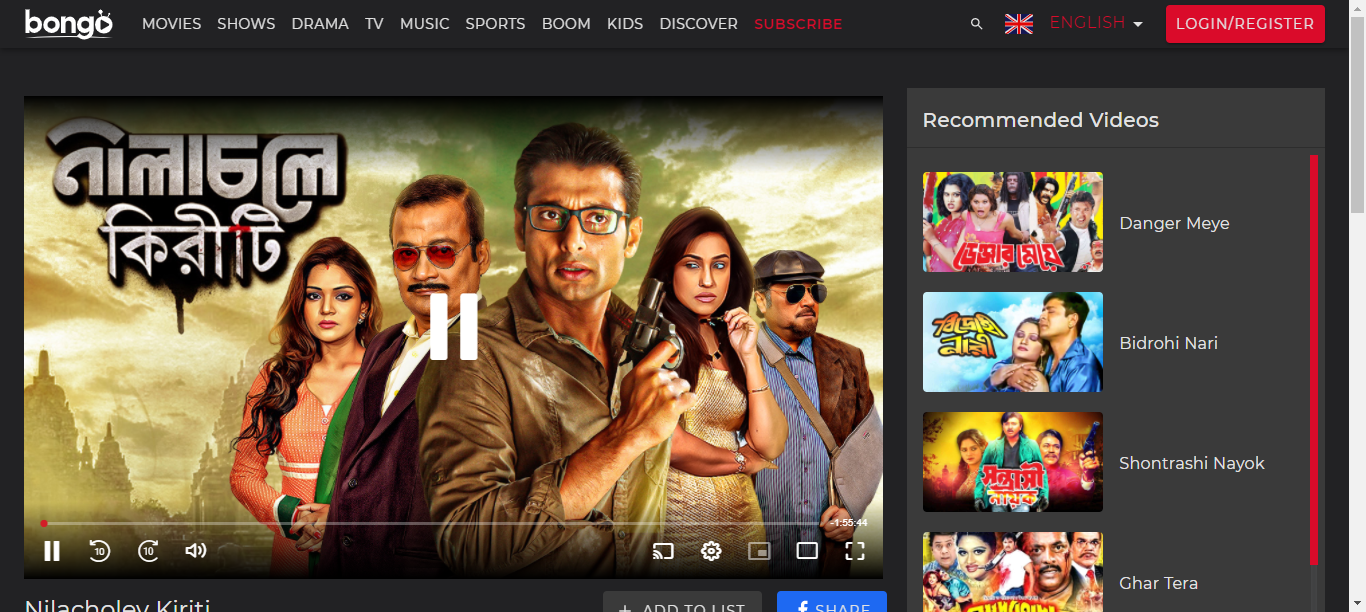 bongo
MOVIES SHOWS DRAMA TV MUSIC SPORTS BOOM KIDS DISCOVER SUBSCRIBE
ENGLISH
LOGIN/REGISTER
নীলাচলে
কিরীটি
-1:55:44
10
10
Nilacholey Kiriti
+ ADD TO LIST
f SHARE
Recommended Videos
ডেঞ্জার মেয়ে
Danger Meye
বিদ্রোহী
নারী
Bidrohi Nari
সন্ত্রাসী
নায়ক
Shontrashi Nayok
Ghar Tera